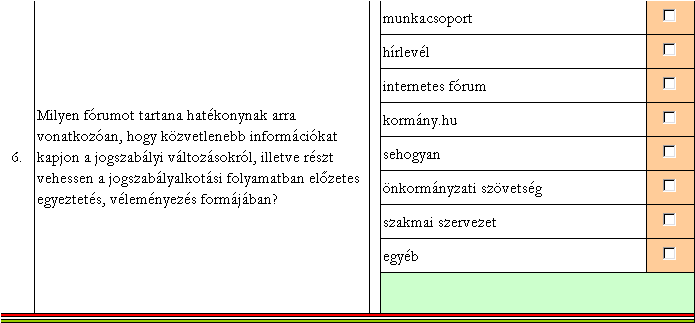 munkacsoport
hírlevél
internetes fórum
kormány.hu
sehogyan
önkormányzati szövetség
szakmai szervezet
egyéb
6.
Milyen fórumot tartana hatékonynak arra
vonatkozóan, hogy közvetlenebb információkat
kapjon a jogszabályi változásokról, illetve részt
vehessen a jogszabályalkotási folyamatban előzetes
egyeztetés, véleményezés formájában?